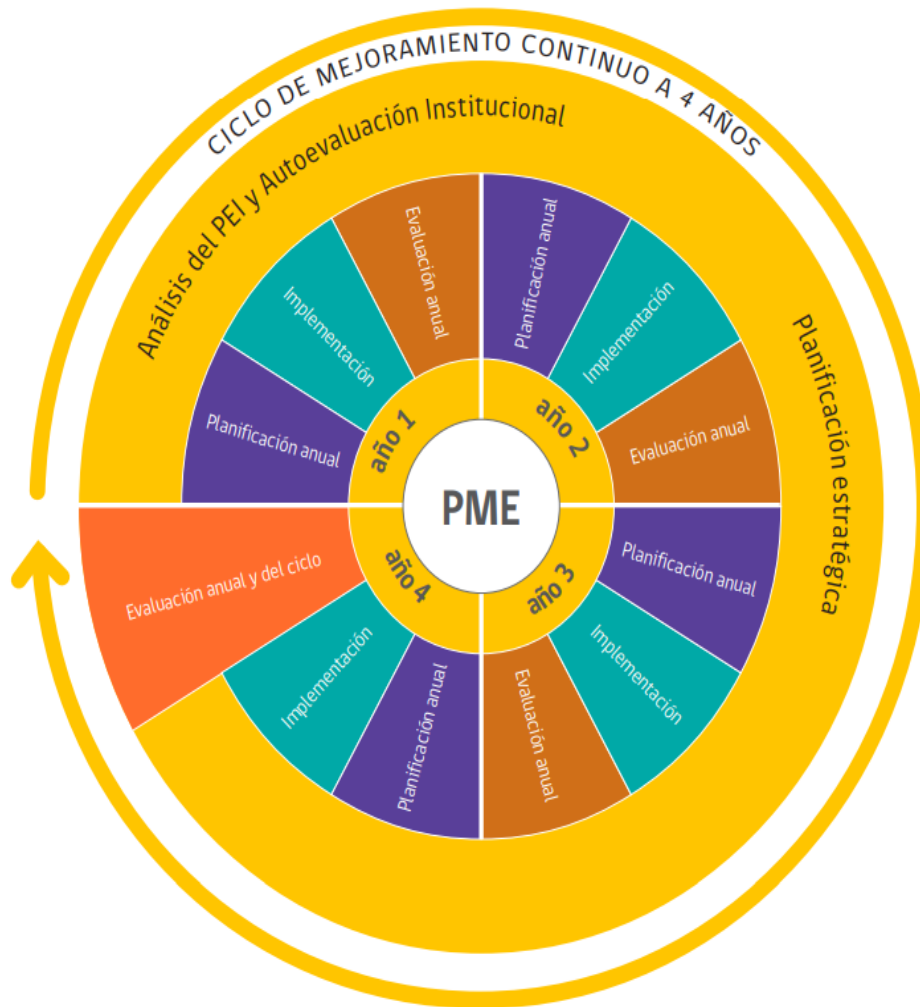 CICLO DE MEJORAMIENTO CONTINUO A 4 AÑOS
Análisis del PEI y Autoevaluación Institucional
Planificación estratégica
PME
año 1
Planificación anual
Implementación
Evaluación anual
año 2
Planificación anual
Implementación
Evaluación anual
año 3
Planificación anual
Implementación
Evaluación anual
año 4
Planificación anual
Implementación
Evaluación anual y del ciclo